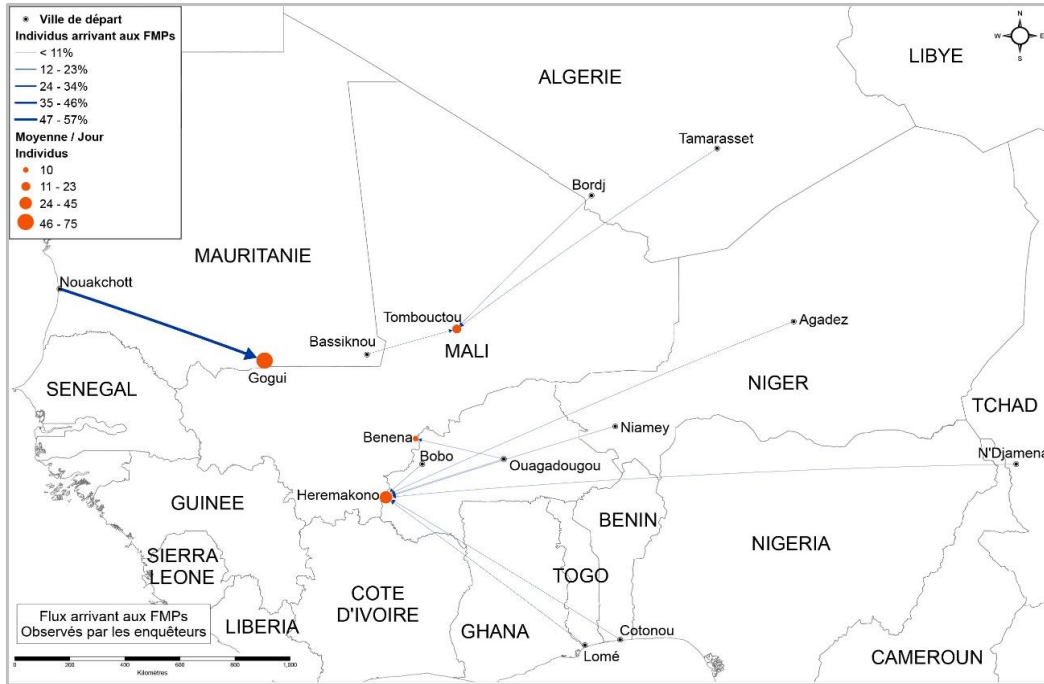 Ville de départ
Individus arrivant aux FMPs
< 11%
12 - 23%
24 - 34%
35 - 46%
47 - 57%
Moyenne / Jour
Individus
10
11 - 23
24 - 45
46 - 75
N
W E
S
LIBYE
ALGERIE
Tamarasset
Bordj
MAURITANIE
Nouakchott
Tombouctou
Agadez
Bassiknou
MALI
Gogui
SENEGAL
NIGER
TCHAD
Niamey
Benena
Bobo
Ouagadougou
N'Djamena
Heremakono
GUINEE
BENIN
NIGERIA
SIERRA
LEONE
TOGO
COTE
D'IVOIRE
Flux arrivant aux FMPs
Observés par les enquêteurs
LIBERIA
GHANA
Cotonou
Lomé
CAMEROUN
0 200 400 600 800 1,000
Kilomètres